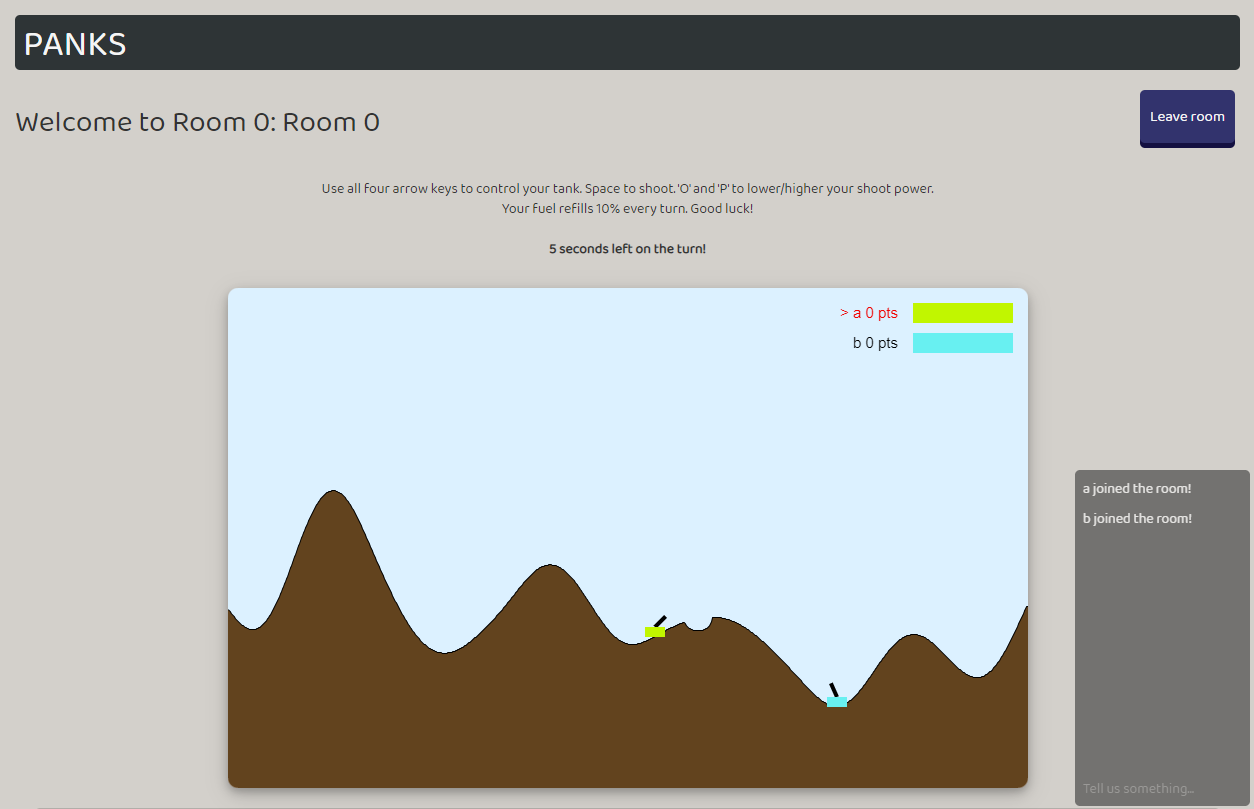 PANKS
Welcome to Room 0: Room 0
Leave room
Use all four arrow keys to control your tank. Space to shoot. 'O' and 'P' to lower/higher your shoot power.
Your fuel refills 10% every turn. Good luck!
5 seconds left on the turn!
> a 0 pts
b 0 pts
a joined the room!
b joined the room!
Tell us something...